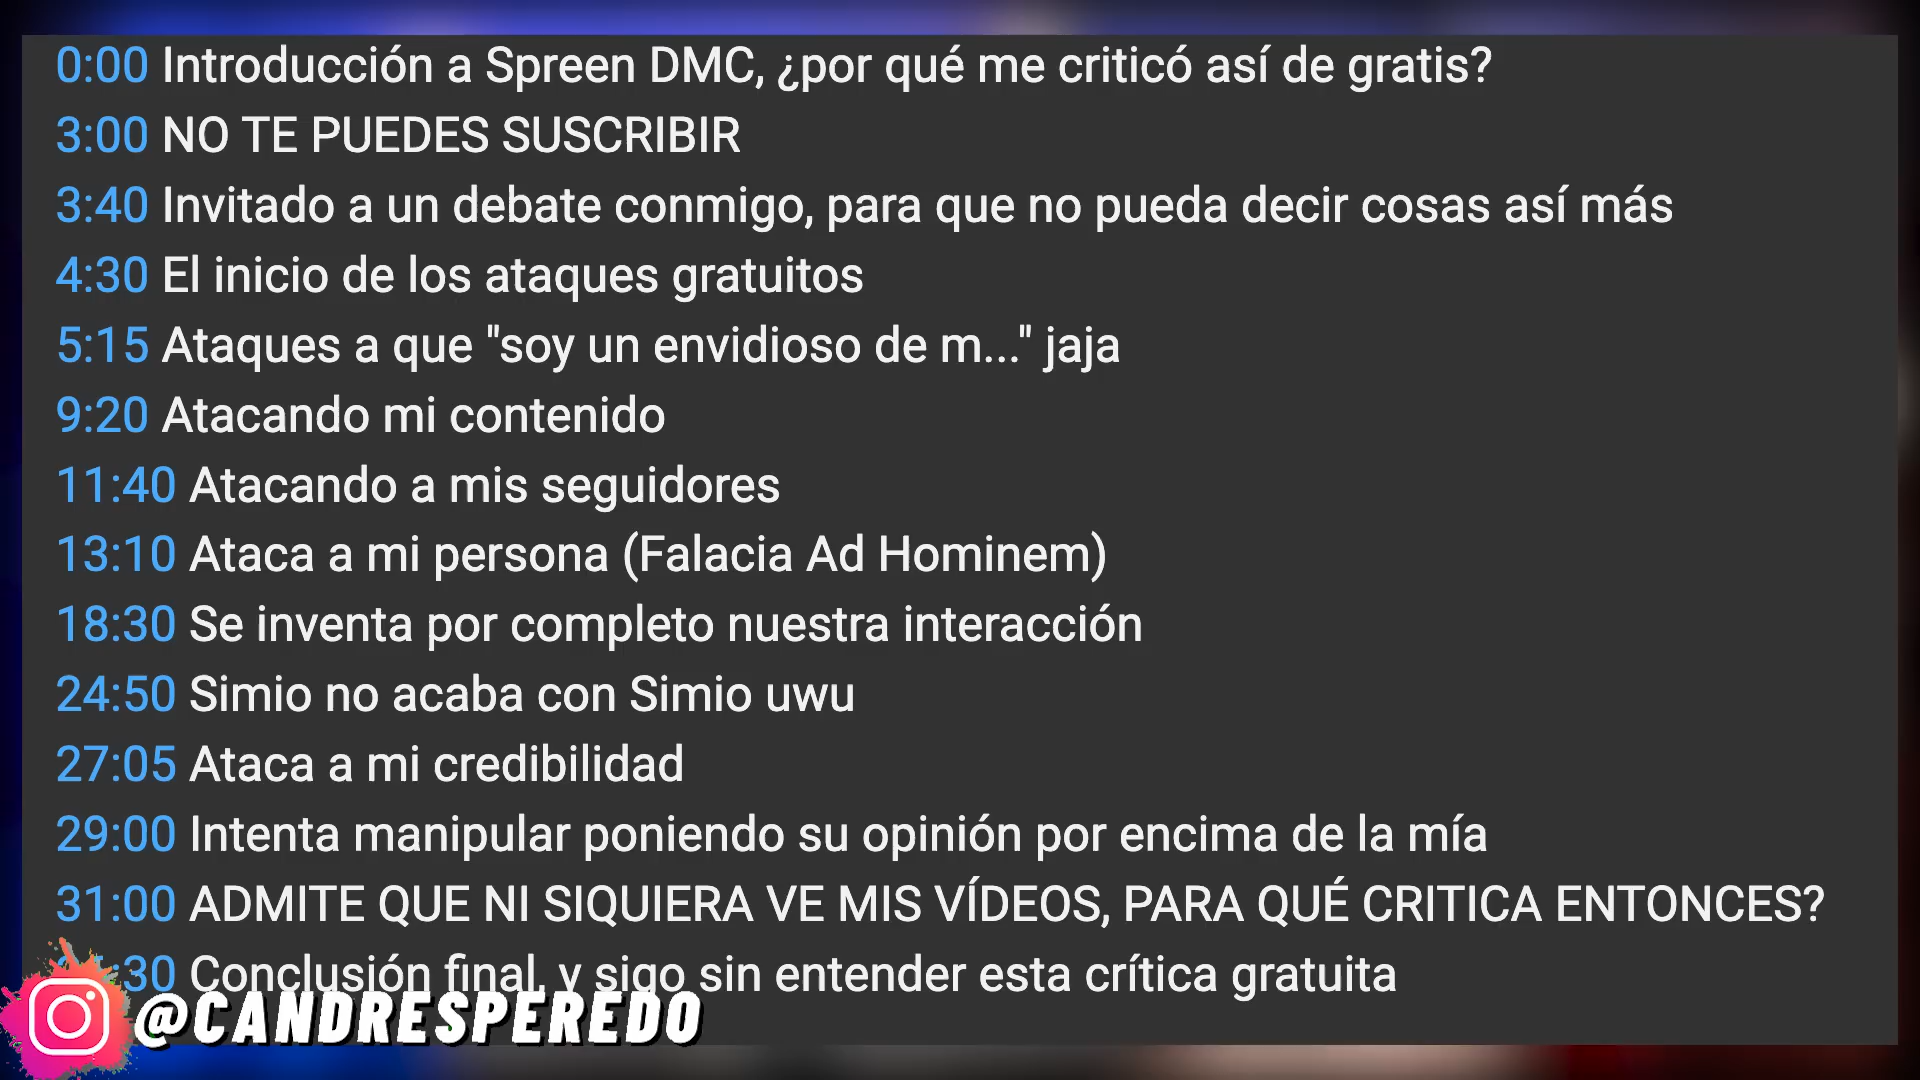 0:00 Introducción a Spreen DMC, ¿por qué me criticó así de gratis?
3:00 NO TE PUEDES SUSCRIBIR
3:40 Invitado a un debate conmigo, para que no pueda decir cosas así más
4:30 El inicio de los ataques gratuitos
5:15 Ataques a que "soy un envidioso de m..." jaja
9:20 Atacando mi contenido
11:40 Atacando a mis seguidores
13:10 Ataca a mi persona (Falacia Ad Hominem)
18:30 Se inventa por completo nuestra interacción
24:50 Simio no acaba con Simio uwu
27:05 Ataca a mi credibilidad
29:00 Intenta manipular poniendo su opinión por encima de la mía
31:00 ADMITE QUE NI SIQUIERA VE MIS VÍDEOS, PARA QUÉ CRITICA ENTONCES?
:30 Conclusión final, y sigo sin entender esta crítica gratuita
@CANDRESPEREDO